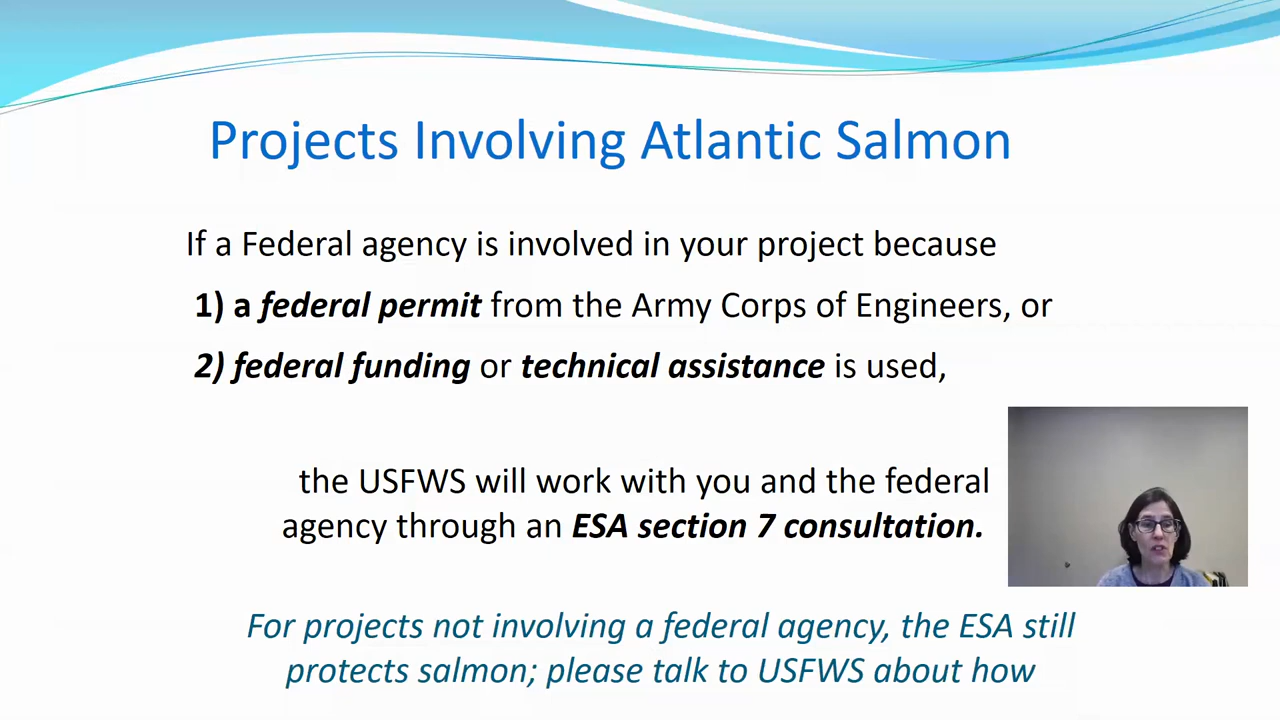 Projects Involving Atlantic Salmon
If a Federal agency is involved in your project because
1) a federal permit from the Army Corps of Engineers, or
2) federal funding or technical assistance is used,
the USFWS will work with you and the federal
agency through an ESA section 7 consultation.
For projects not involving a federal agency, the ESA still
protects salmon; please talk to USFWS about how